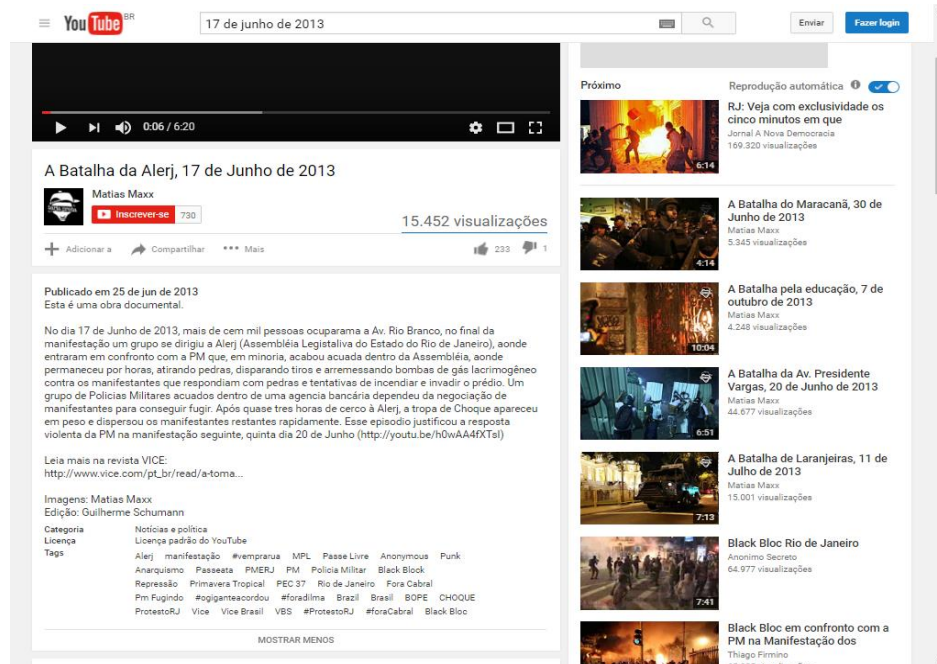 YouTube BR
17 de junho de 2013
Enviar
Fazer login
0:06 / 6:20
A Batalha da Alerj, 17 de Junho de 2013
Matias Maxx
Inscrever-se 730
15.452 visualizações
Adicionar a Compartilhar Mais
233 1
Publicado em 25 de jun de 2013
Esta é uma obra documental.
No dia 17 de Junho de 2013, mais de cem mil pessoas ocuparama a Av. Rio Branco, no final da
manifestação um grupo se dirigiu a Alerj (Assembléia Legistaliva do Estado do Rio de Janeiro), aonde
entraram em confronto com a PM que, em minoria, acabou acuada dentro da Assembléia, aonde
permaneceu por horas, atirando pedras, disparando tiros e arremessando bombas de gás lacrimogêneo
contra os manifestantes que respondiam com pedras e tentativas de incendiar e invadir o prédio. Um
grupo de Policias Militares acuados dentro de uma agencia bancária dependeu da negociação de
manifestantes para conseguir fugir. Após quase três horas de cerco à Alerj, a tropa de Choque apareceu
em peso e dispersou os manifestantes restantes rapidamente. Esse episodio justificou a resposta
violenta da PM na manifestação seguinte, quinta dia 20 de Junho (http://youtu.be/h0wAA4fXTsI)
Leia mais na revista VICE:
http://www.vice.com/pt_br/read/a-toma...
Imagens: Matias Maxx
Edição: Guilherme Schumann
Categoria Notícias e política
Licença Licença padrão do YouTube
Tags Alerj manifestação #vemprarua MPL Passe Livre Anonymous Punk
Anarquismo Passeata PMERJ PM Policia Militar Black Block
Repressão Primavera Tropical PEC 37 Rio de Janeiro Fora Cabral
Pm Fugindo #ogiganteacordou #foradilma Brazil Brasil BOPE CHOQUE
ProtestoRJ Vice Vice Brasil VBS #ProtestoRJ #foraCabral Black Bloc
MOSTRAR MENOS
Próximo
Reprodução automática
RJ: Veja com exclusividade os
cinco minutos em que
Jornal A Nova Democracia
169.320 visualizações
6:14
A Batalha do Maracanã, 30 de
Junho de 2013
Matias Maxx
5.345 visualizações
4:14
A Batalha pela educação, 7 de
outubro de 2013
Matias Maxx
4.248 visualizações
10:04
A Batalha da Av. Presidente
Vargas, 20 de Junho de 2013
Matias Maxx
44.677 visualizações
6:51
A Batalha de Laranjeiras, 11 de
Julho de 2013
Matias Maxx
15.001 visualizações
7:13
Black Bloc Rio de Janeiro
Anonimo Secreto
64.977 visualizações
7:41
Black Bloc em confronto com a
PM na Manifestação dos
Thiago Firmino